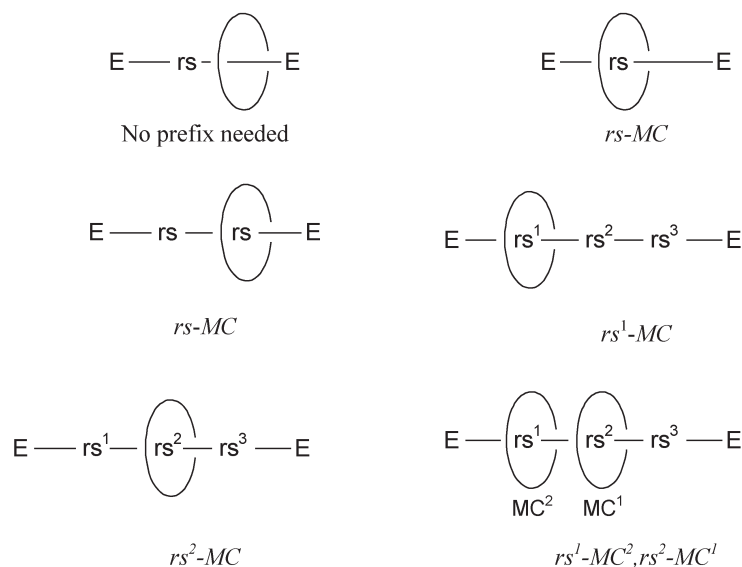 E rs E
No prefix needed
E rs E
rs-MC
E rs rs E
rs-MC
E rs¹ rs² rs³ E
rs¹-MC
E rs¹ rs² rs³ E
rs²-MC
E rs¹ rs² rs³ E
MC² MC¹
rs¹-MC²,rs²-MC¹